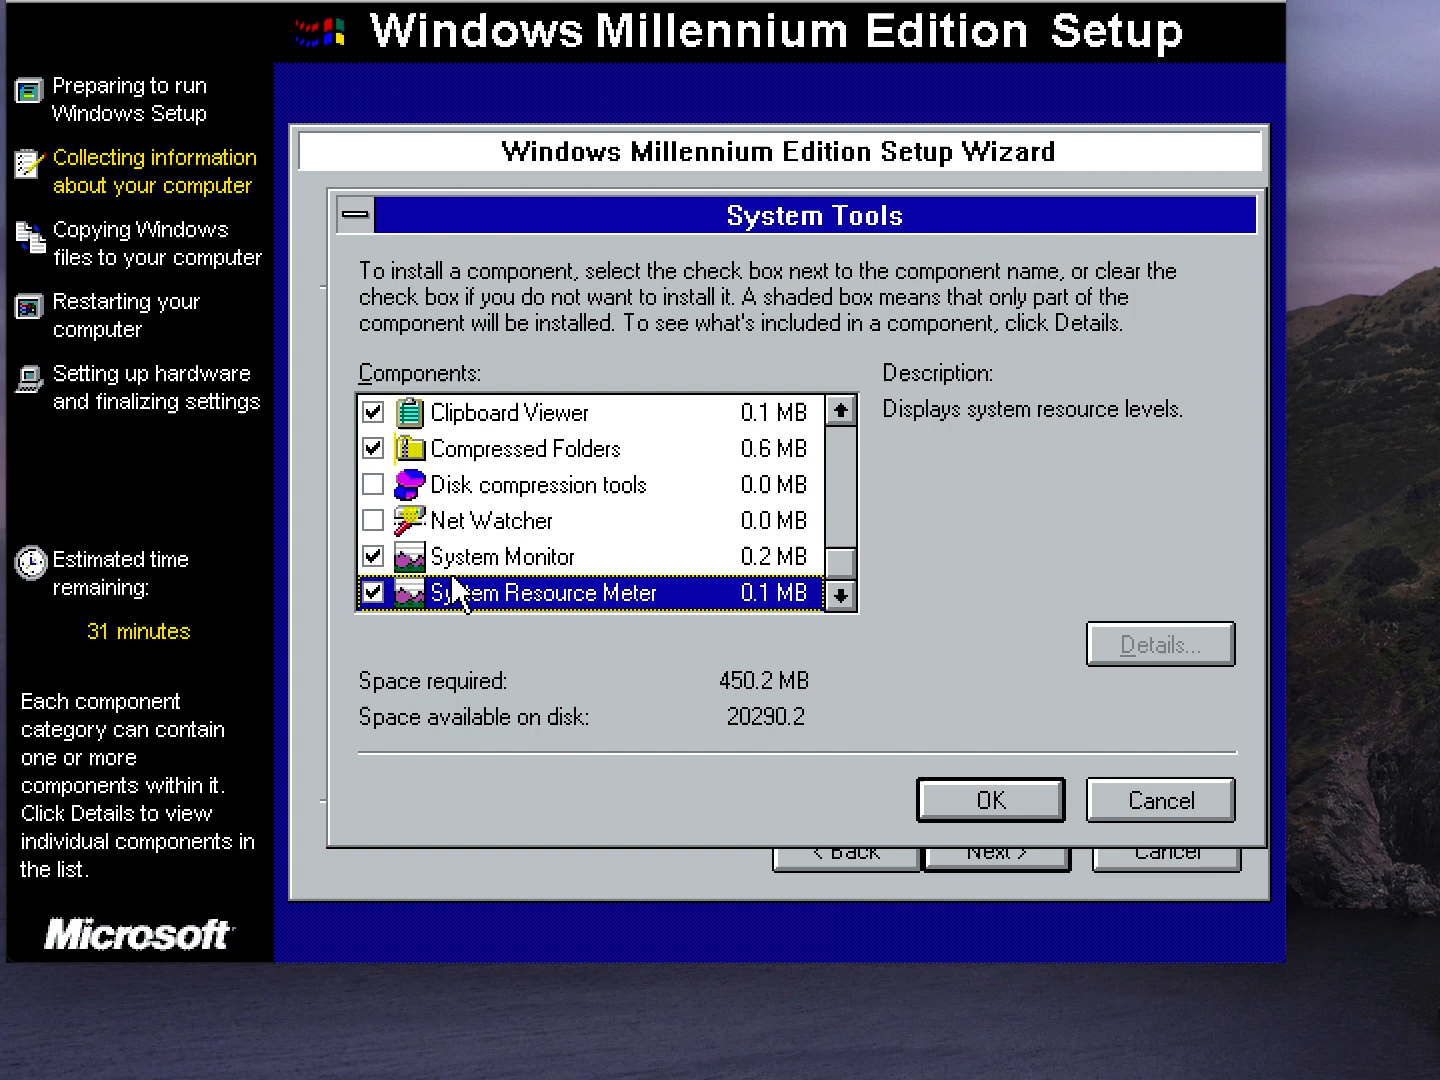 Windows Millennium Edition Setup
Preparing to run
Windows Setup
Collecting information
about your computer
Copying Windows
files to your computer
Restarting your
computer
Setting up hardware
and finalizing settings
Estimated time
remaining:
31 minutes
Each component
category can contain
one or more
components within it.
Click Details to view
individual components in
the list.
Microsoft
Windows Millennium Edition Setup Wizard
System Tools
To install a component, select the check box next to the component name, or clear the
check box if you do not want to install it. A shaded box means that only part of the
component will be installed. To see what's included in a component, click Details.
Components:
Clipboard Viewer 0.1 MB
Compressed Folders 0.6 MB
Disk compression tools 0.0 MB
Net Watcher 0.0 MB
System Monitor 0.2 MB
System Resource Meter 0.1 MB
Description:
Displays system resource levels.
Details...
Space required: 450.2 MB
Space available on disk: 20290.2
OK Cancel
< Back Next > Cancel